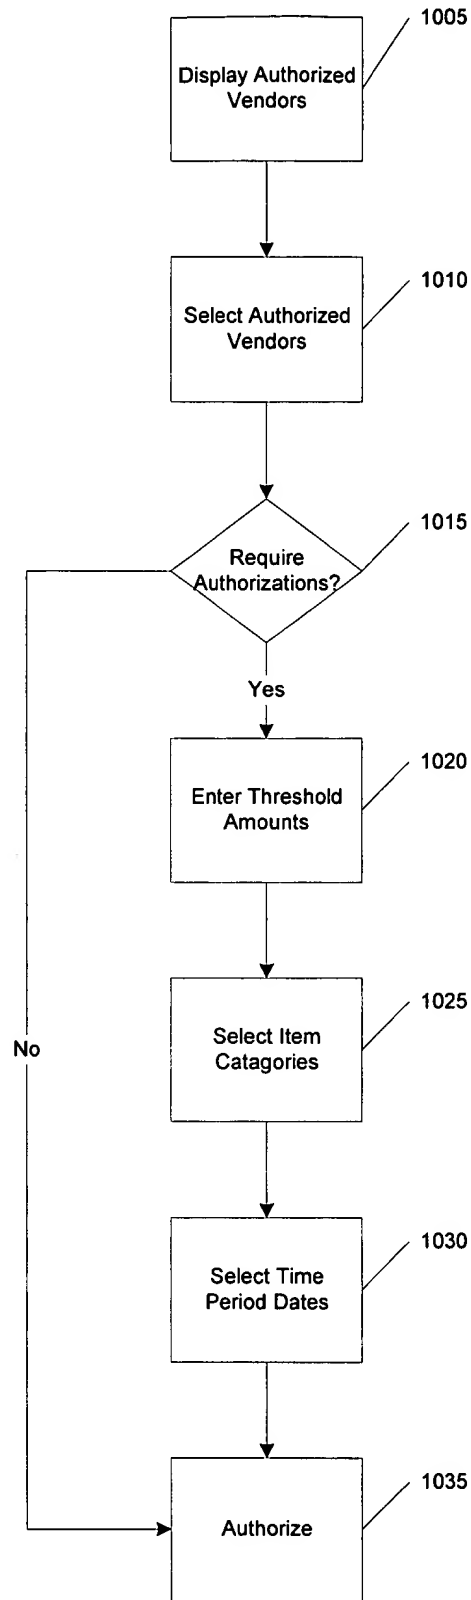 1005
Display Authorized
Vendors
1010
Select Authorized
Vendors
1015
Require
Authorizations?
Yes
1020
Enter Threshold
Amounts
1025
Select Item
Catagories
No
1030
Select Time
Period Dates
1035
Authorize